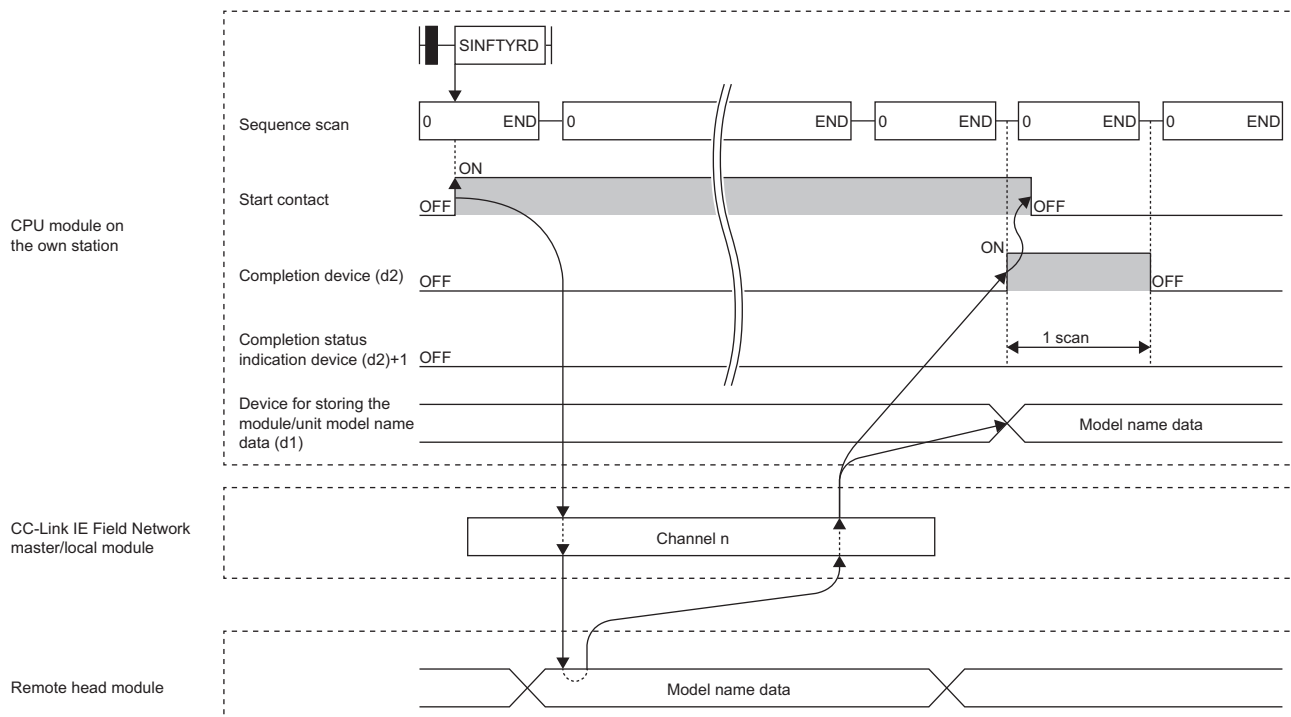 SINFTYRD
Sequence scan
0 END 0 END 0 END 0 END 0 END
ON
Start contact
OFF OFF
CPU module on
the own station
ON
Completion device (d2)
OFF OFF
Completion status
indication device (d2)+1
OFF
1 scan
Device for storing the
module/unit model name
data (d1)
Model name data
CC-Link IE Field Network
master/local module
Channel n
Remote head module
Model name data